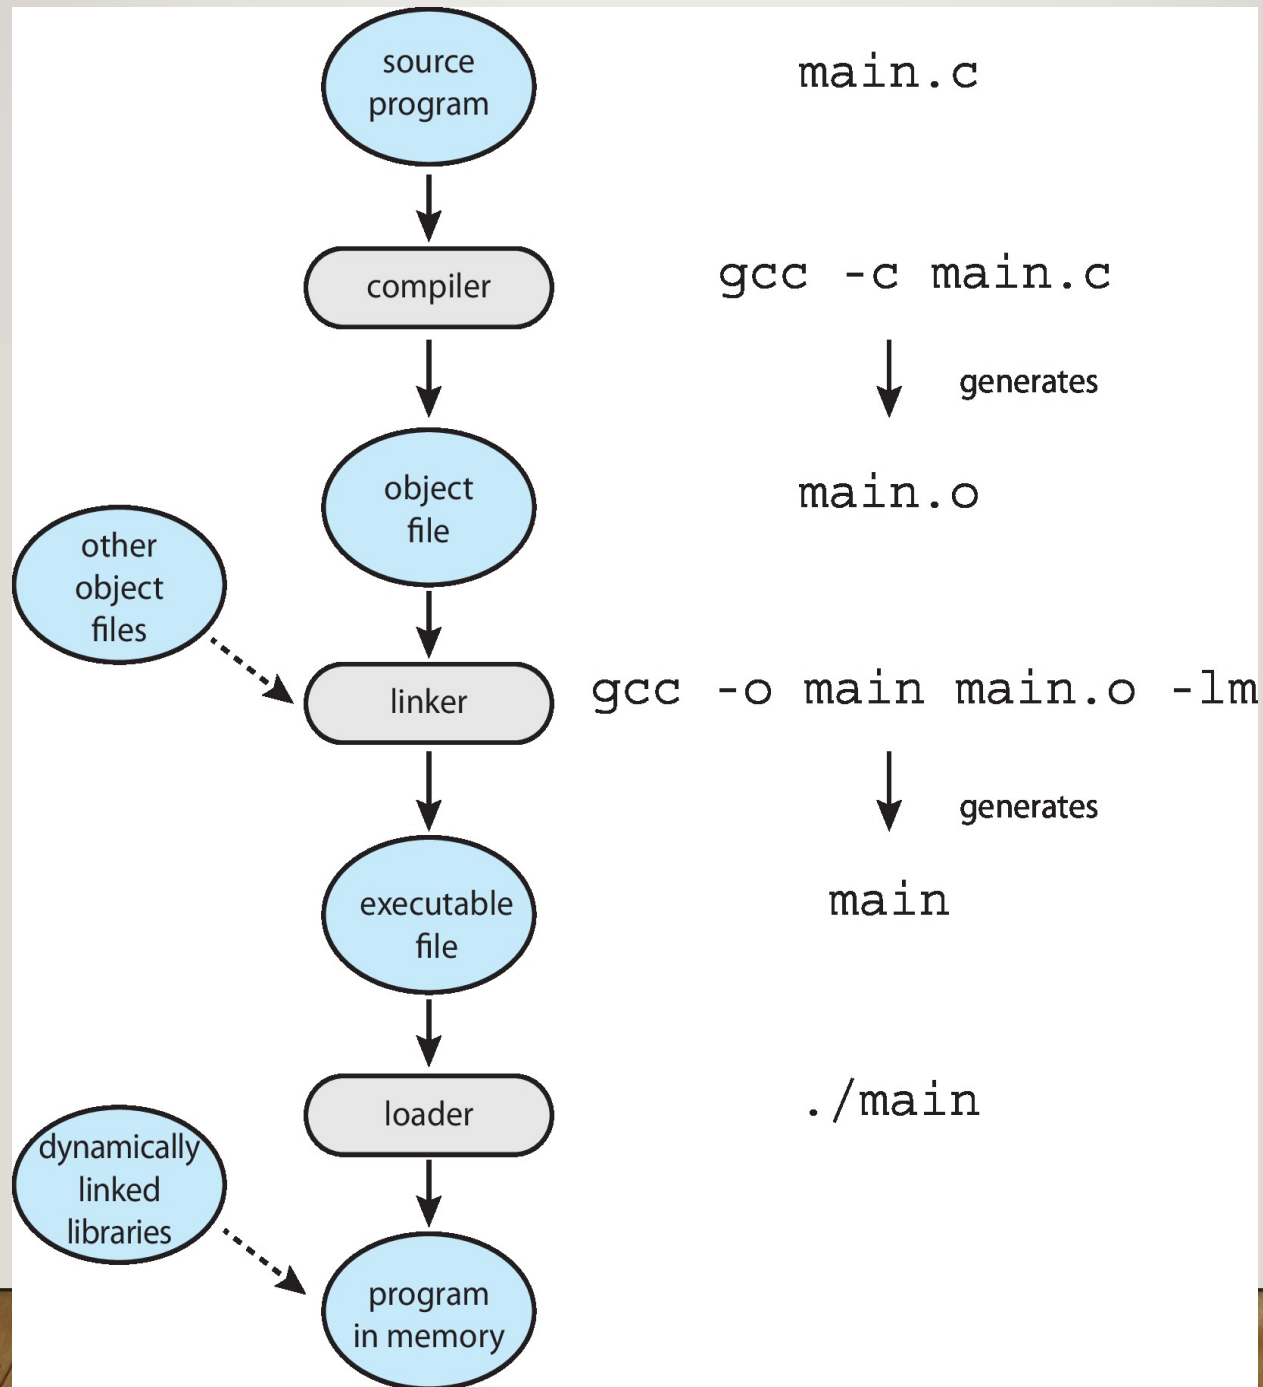 source
program
main.c
compiler
gcc -c main.c
generates
object
file
main.o
other
object
files
linker
gcc -o main main.o -lm
generates
executable
file
main
loader
./main
dynamically
linked
libraries
program
in memory